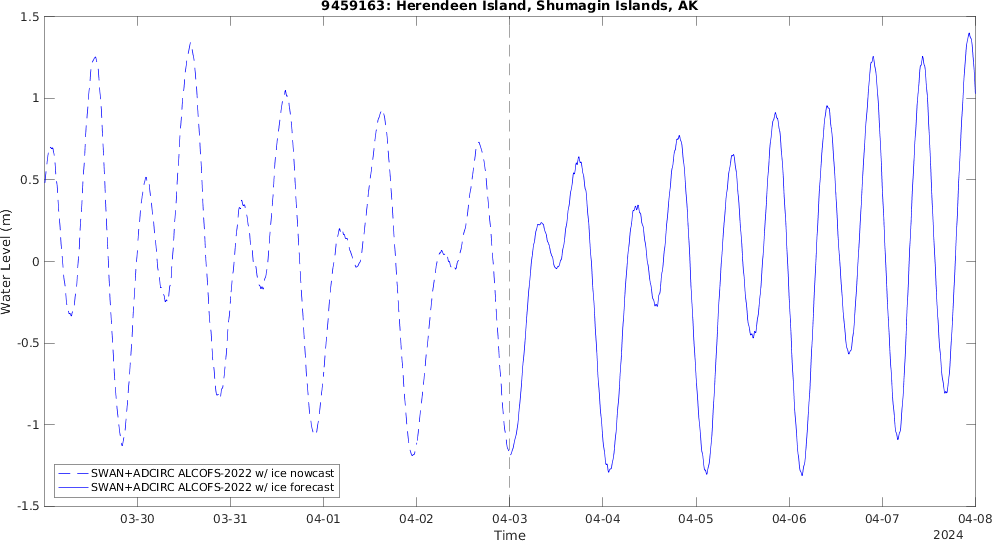 9459163: Herendeen Island, Shumagin Islands, AK
1.5
1
0.5
0
-0.5
-1
-1.5
Water Level (m)
SWAN+ADCIRC ALCOFS-2022 w/ ice nowcast
SWAN+ADCIRC ALCOFS-2022 w/ ice forecast
03-30 03-31 04-01 04-02 04-03 04-04 04-05 04-06 04-07 04-08
Time
2024